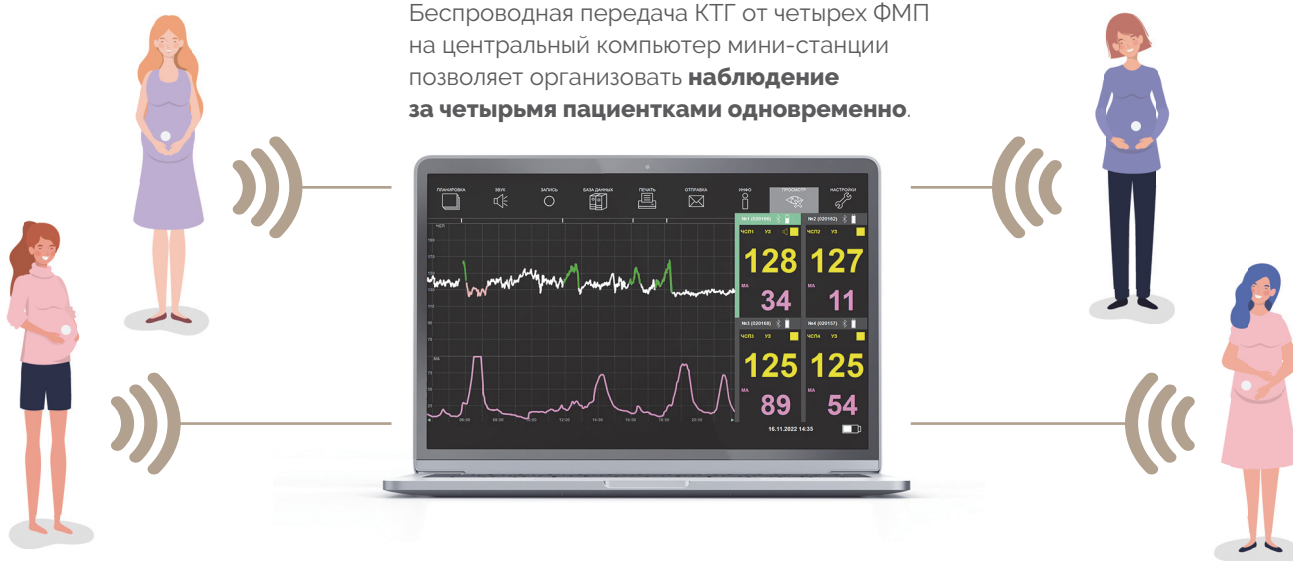 Беспроводная передача КТГ от четырех ФМП
на центральный компьютер мини-станции
позволяет организовать наблюдение
за четырьмя пациентками одновременно.
ПЛАНИРОВКА ЗВУК ЗАПИСЬ БАЗА ДАННЫХ ПЕЧАТЬ ОТПРАВКА ИНФО ПРОСМОТР НАСТРОЙКИ
№1 (020166) №2 (020162)
ЧСП
ЧСП1 УЗ ЧСП2 УЗ
128 127
МА МА
34 11
№3 (020168) №4 (020157)
ЧСП3 УЗ ЧСП4 УЗ
125 125
МА
МА МА
89 54
16.11.2022 14:35